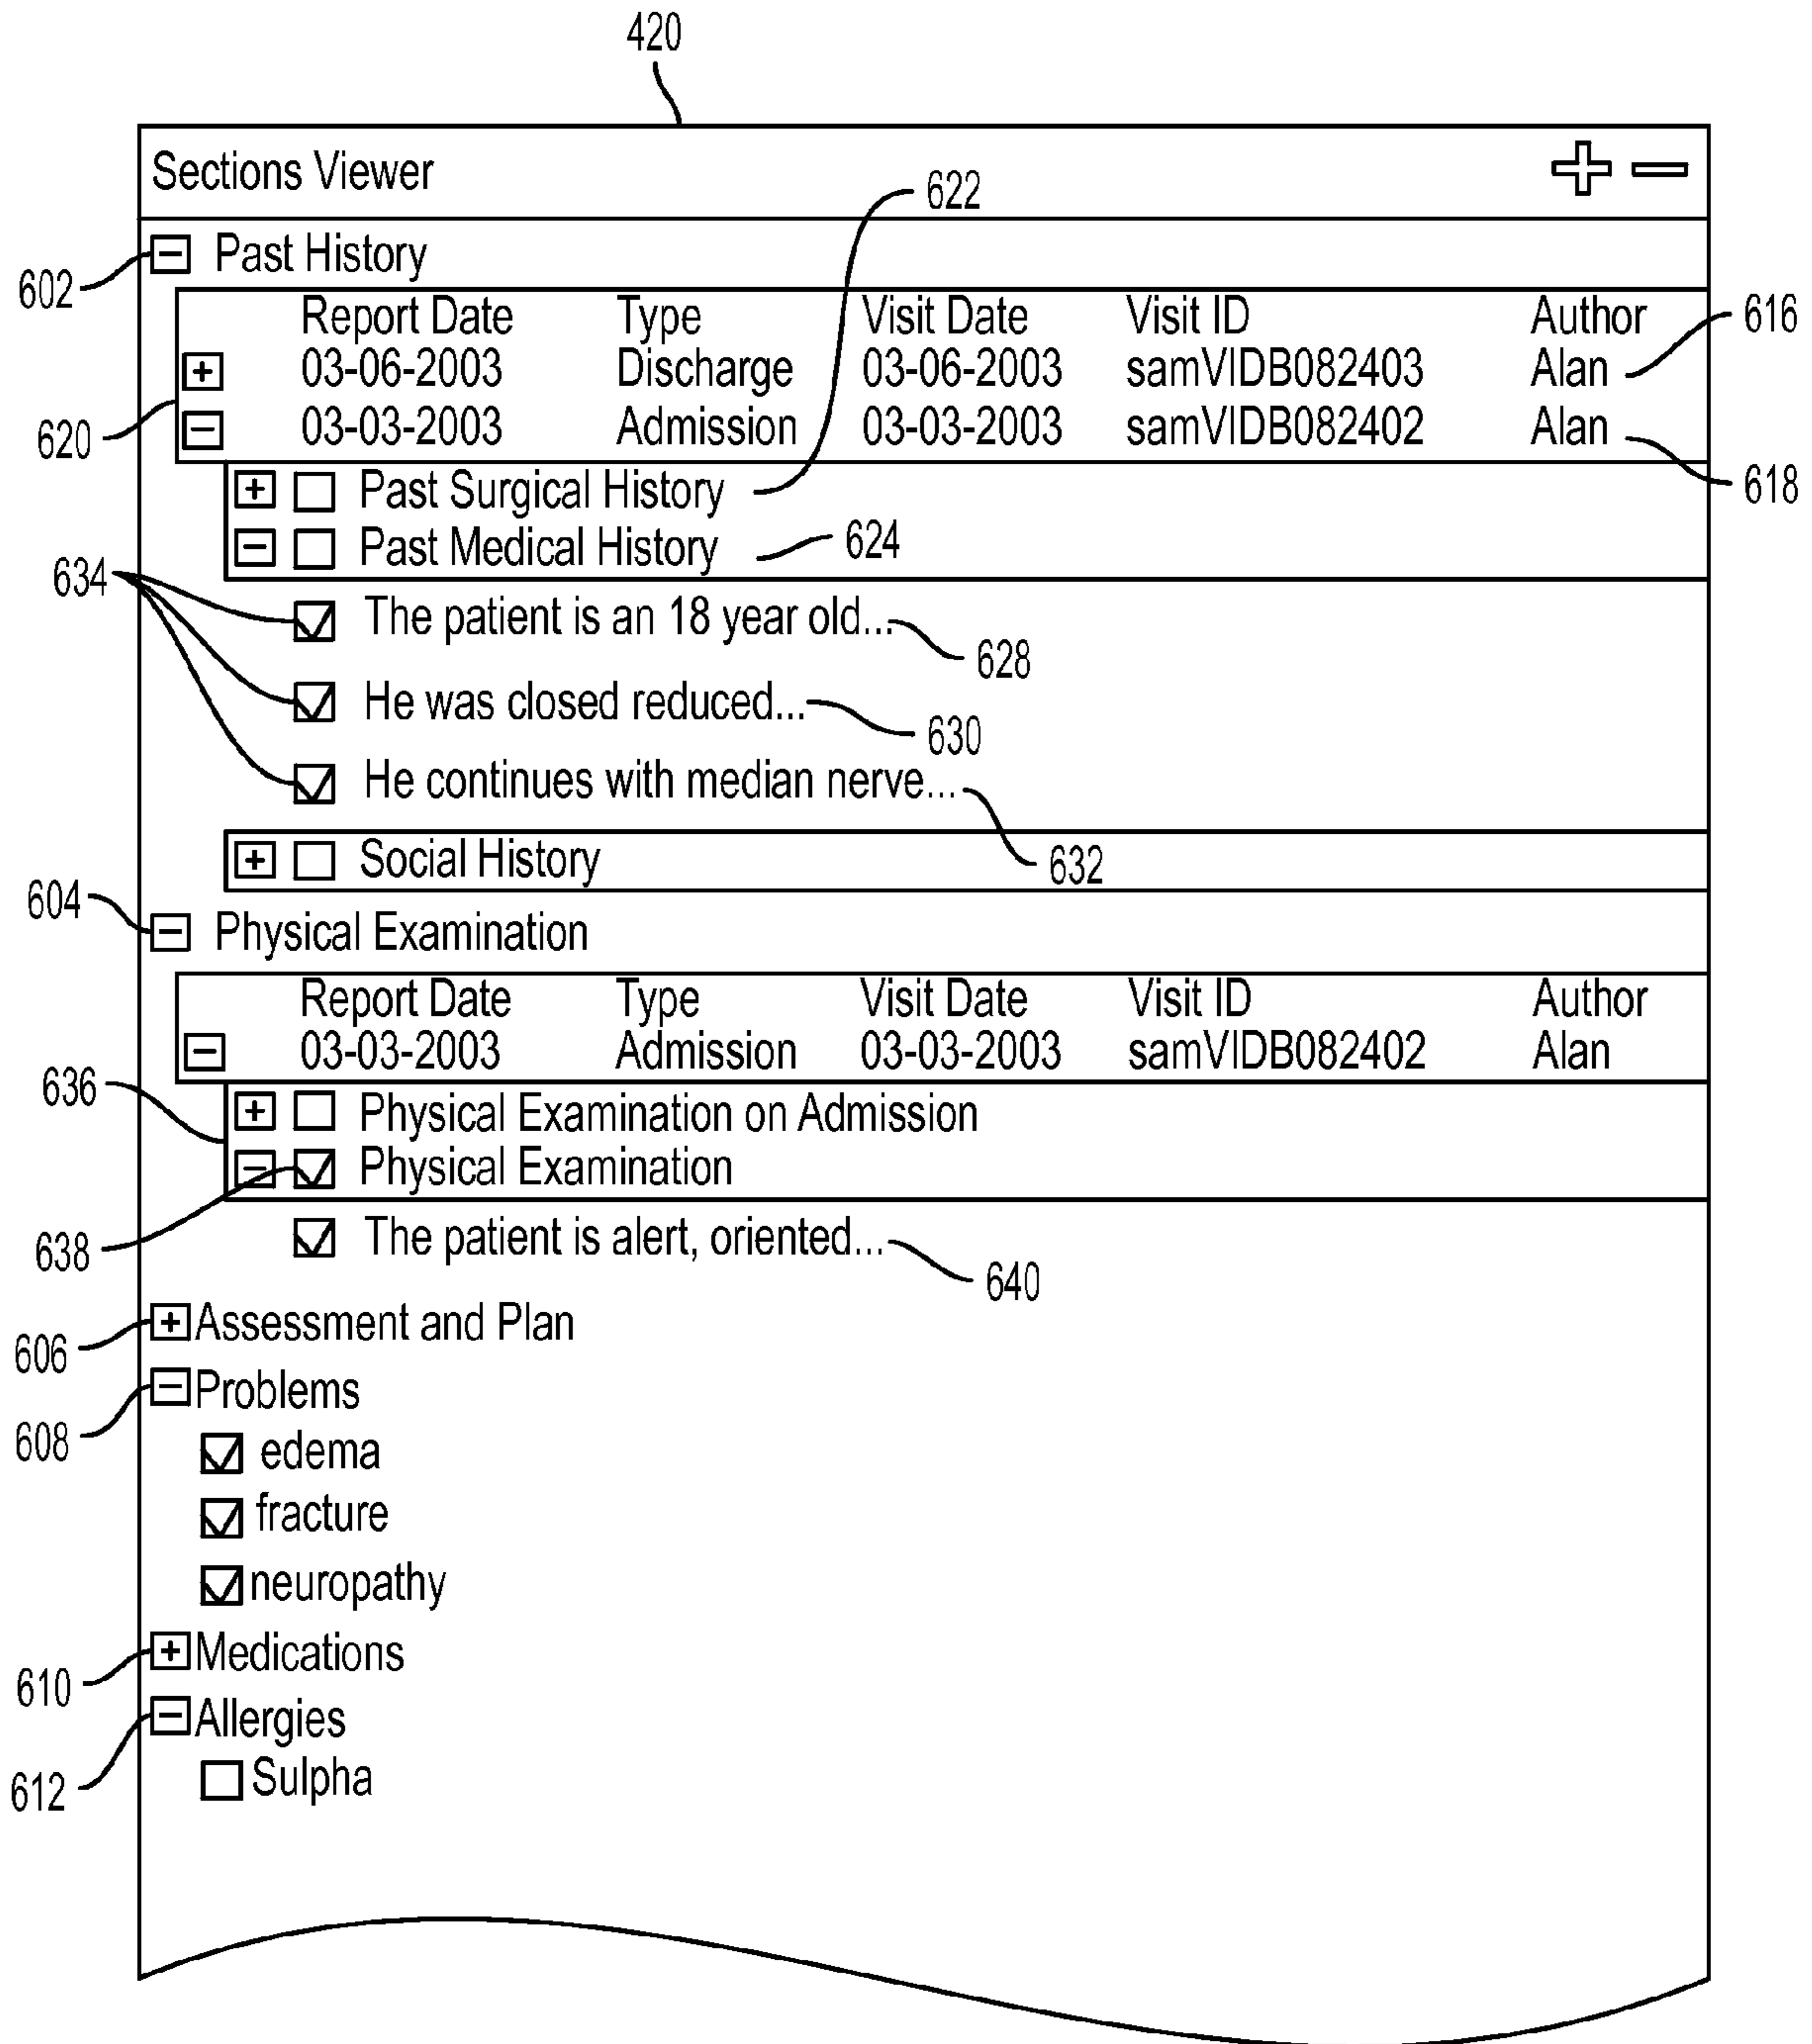 420
Sections Viewer
622
602
Past History
Report Date Type Visit Date Visit ID Author
616
03-06-2003 Discharge 03-06-2003 samVIDB082403 Alan
620
03-03-2003 Admission 03-03-2003 samVIDB082402 Alan
618
Past Surgical History
Past Medical History
624
634
The patient is an 18 year old...
628
He was closed reduced...
630
He continues with median nerve...
632
Social History
604
Physical Examination
Report Date Type Visit Date Visit ID Author
03-03-2003 Admission 03-03-2003 samVIDB082402 Alan
636
Physical Examination on Admission
Physical Examination
638
The patient is alert, oriented...
640
Assessment and Plan
606
Problems
608
edema
fracture
neuropathy
Medications
610
Allergies
612
Sulpha